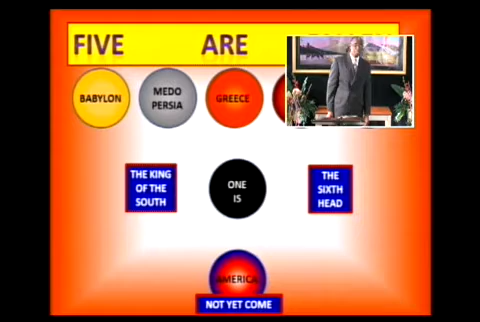 FIVE ARE
BABYLON
MEDO
PERSIA
GREECE
THE KING
OF THE
SOUTH
ONE
IS
THE
SIXTH
HEAD
AMERICA
NOT YET COME